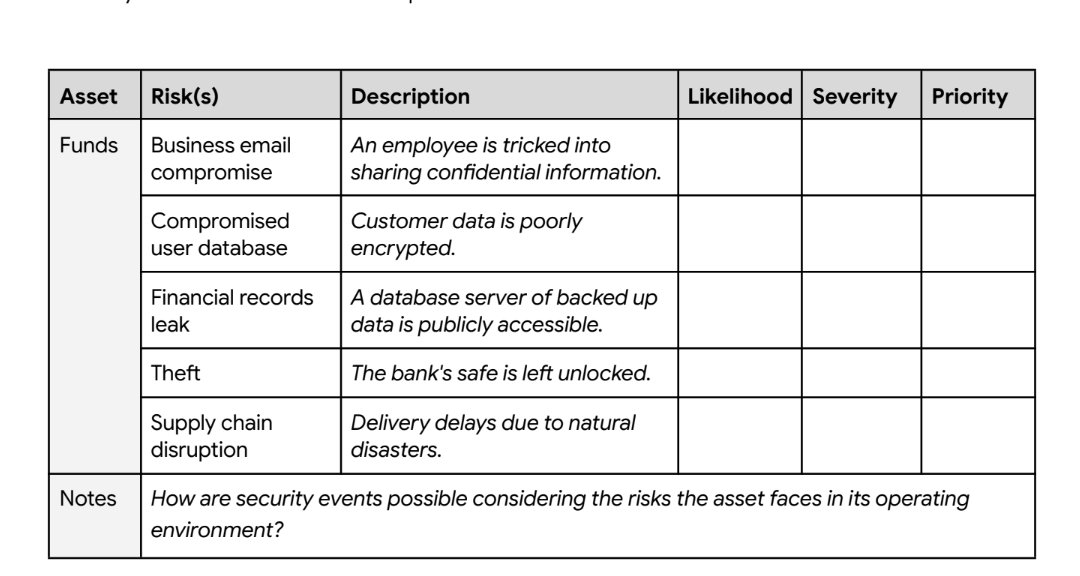 Asset Risk(s) Description Likelihood Severity Priority
Funds Business email An employee is tricked into
compromise sharing confidential information.
Compromised Customer data is poorly
user database encrypted.
Financial records A database server of backed up
leak data is publicly accessible.
Theft The bank's safe is left unlocked.
Supply chain Delivery delays due to natural
disruption disasters.
Notes How are security events possible considering the risks the asset faces in its operating
environment?